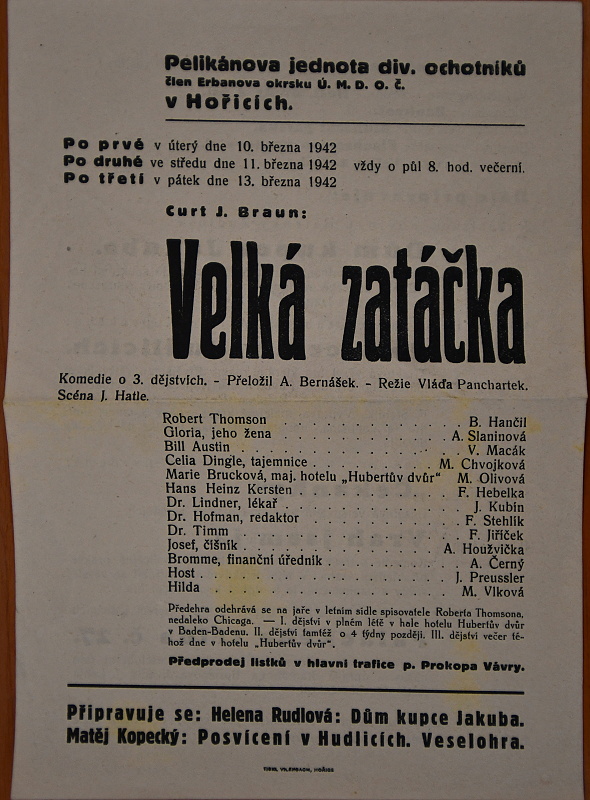 Pelikánova jednota div. ochotníků
člen Erbanova okrsku Ú. M. D. O. Č.
v Hořicích.
Po prvé v úterý dne 10. března 1942
Po druhé ve středu dne 11. března 1942 vždy o půl 8. hod. večerní.
Po třetí v pátek dne 13. března 1942
Curt J. Braun:
Velká zatáčka
Komedie o 3. dějstvích. - Přeložil A. Bernášek. - Režie Vláďa Panchartek.
Scéna J. Hatle.
Robert Thomson . . . . . . . . . . . . B. Hančil
Gloria, jeho žena . . . . . . . . . . . . A. Slaninová
Bill Austin . . . . . . . . . . . . . . V. Macák
Celia Dingle, tajemnice . . . . . . . . . M. Chvojková
Marie Brucková, maj. hotelu „Hubertův dvůr" M. Olivová
Hans Heinz Kersten . . . . . . . . . . . F. Hebelka
Dr. Lindner, lékař . . . . . . . . . . . . J. Kubín
Dr. Hofman, redaktor . . . . . . . . . . F. Stehlík
Dr. Timm . . . . . . . . . . . . . . F. Jiříček
Josef, číšník . . . . . . . . . . . . . A. Houžvička
Bromme, finanční úředník . . . . . . . . . A. Černý
Host . . . . . . . . . . . . . . . . J. Preussler
Hilda . . . . . . . . . . . . . . . . M. Vlková
Předehra odehrává se na jaře v letním sídle spisovatele Roberta Thomsona,
nedaleko Chicaga. — I. dějství v plném létě v hale hotelu Hubertův dvůr
v Baden-Badenu. II. dějství tamtéž o 4 týdny později. III. dějství večer té-
hož dne v hotelu „Hubertův dvůr".
Předprodej lístků v hlavní trafice p. Prokopa Vávry.
Připravuje se: Helena Rudlová: Dům kupce Jakuba.
Matěj Kopecký: Posvícení v Hudlicích. Veselohra.